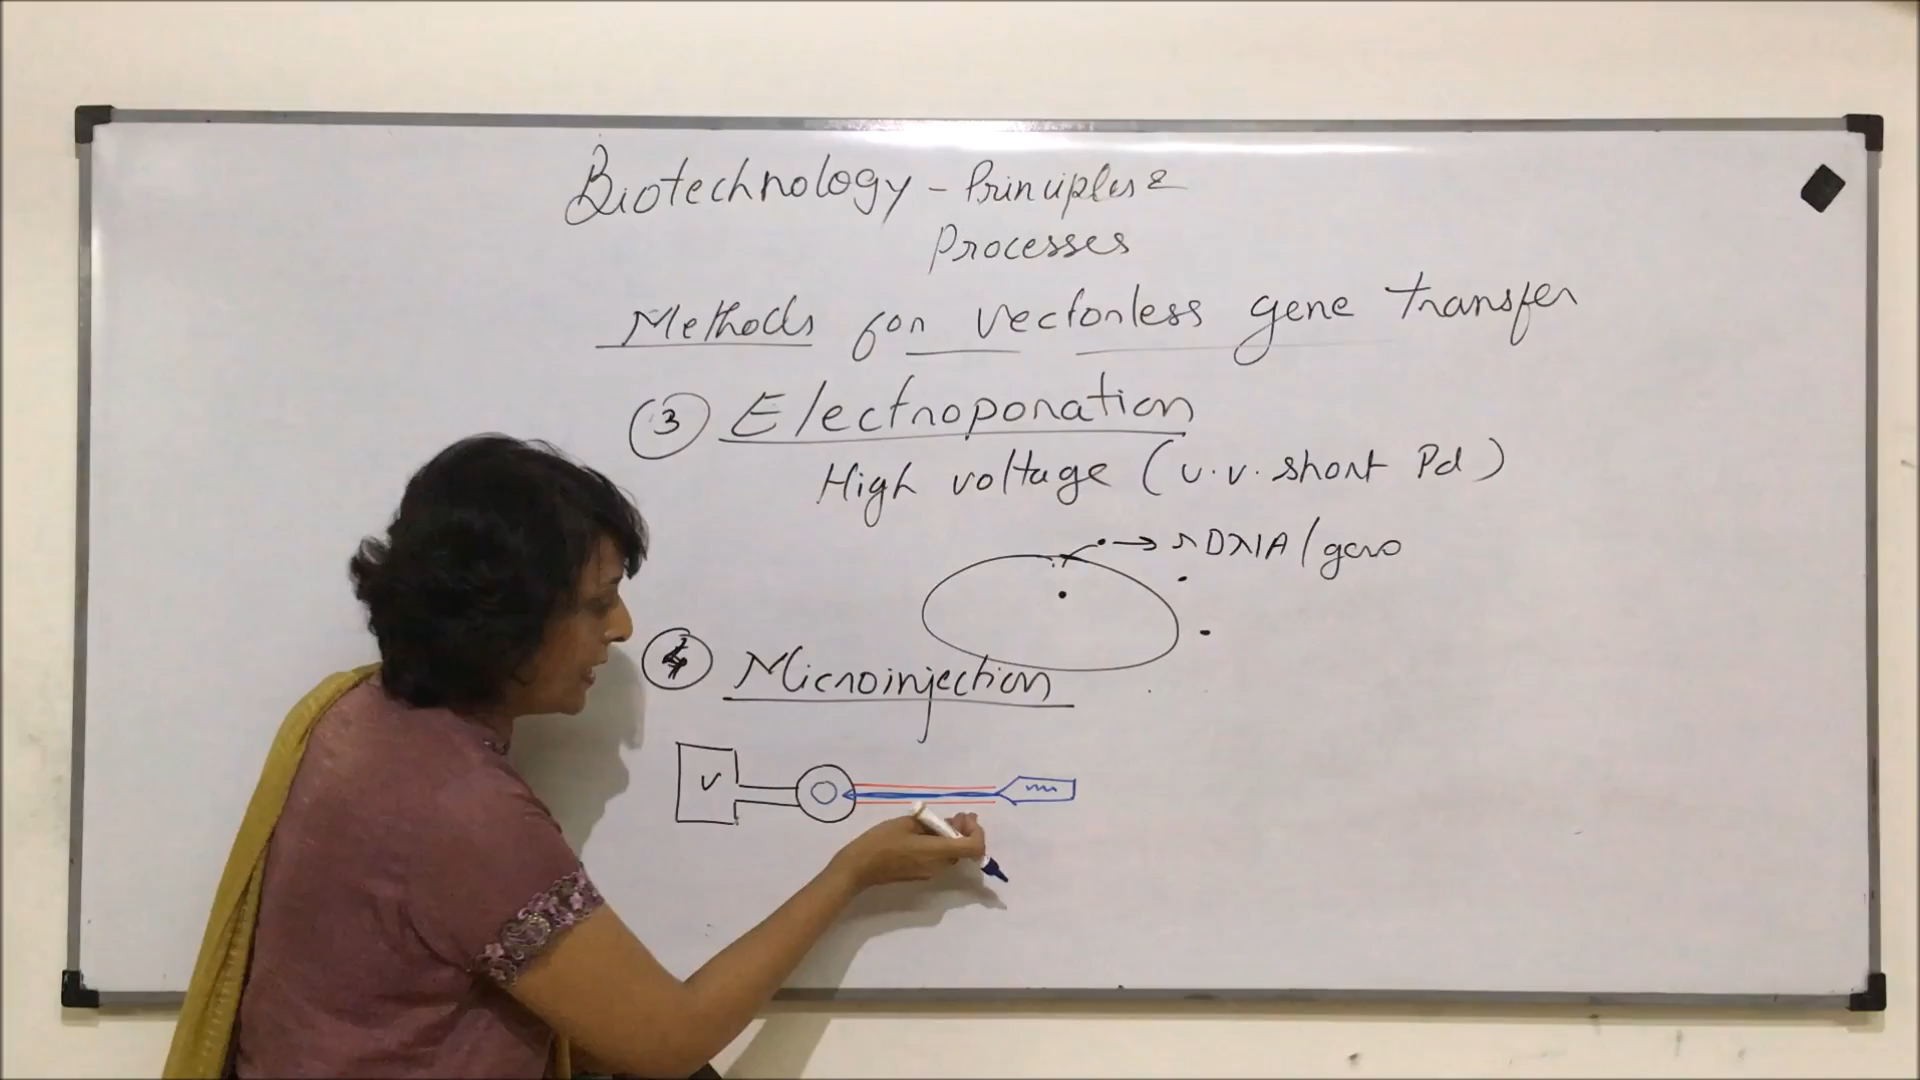 Biotechnology - Principles &
Processes
Methods for vectorless gene transfer
3 Electroporation
High voltage (v.v. short Pd)
→ rDNA/gene
4 Microinjection
V